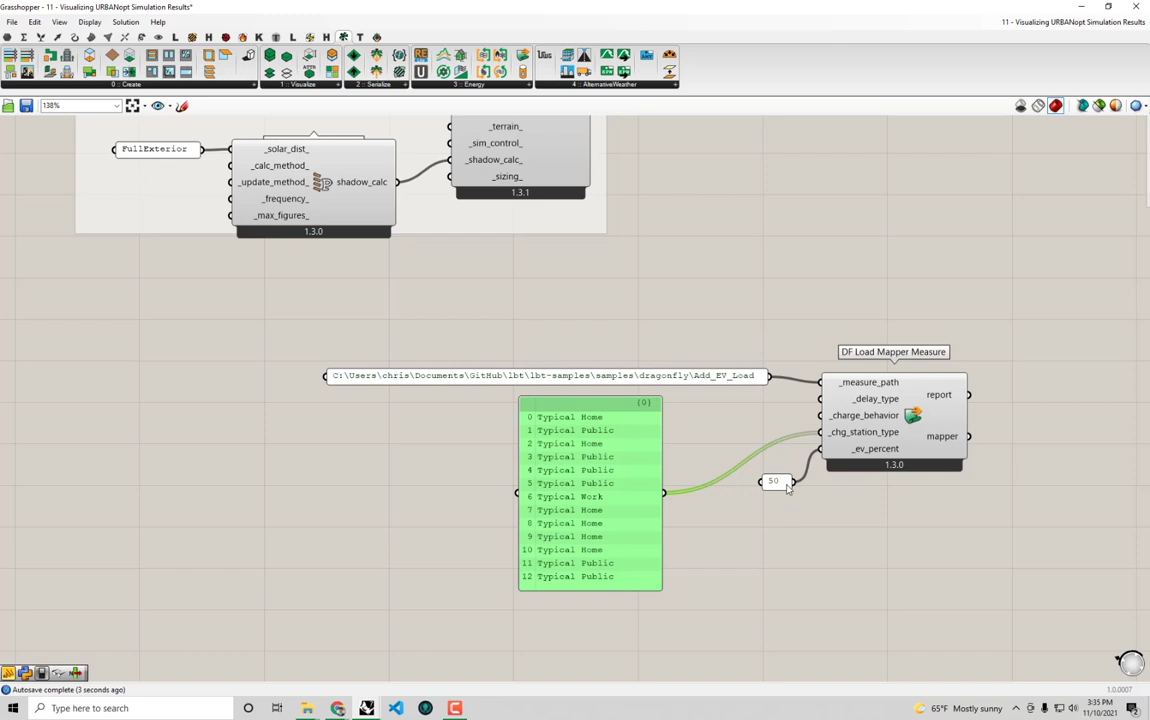 Grasshopper - 11 - Visualizing URBANopt Simulation Results*
File Edit View Display Solution Help
11 - Visualizing URBANopt Simulation Results*
0 :: Create
1 :: Visualize
2 :: Serialize
3 :: Energy
4 :: AlternativeWeather
138%
FullExterior
_solar_dist_
_calc_method_
_update_method_
_frequency_
_max_figures_
shadow_calc
1.3.0
_terrain_
_sim_control_
_shadow_calc_
_sizing_
1.3.1
DF Load Mapper Measure
C:\Users\chris\Documents\GitHub\lbt\lbt-samples\samples\dragonfly\Add_EV_Load
_measure_path
_delay_type
_charge_behavior
_chg_station_type
_ev_percent
report
mapper
1.3.0
50
{0}
0 Typical Home
1 Typical Public
2 Typical Home
3 Typical Public
4 Typical Public
5 Typical Public
6 Typical Work
7 Typical Home
8 Typical Home
9 Typical Home
10 Typical Home
11 Typical Public
12 Typical Public
Autosave complete (3 seconds ago)
1.0.0007
Type here to search
65°F Mostly sunny
3:35 PM
11/10/2021